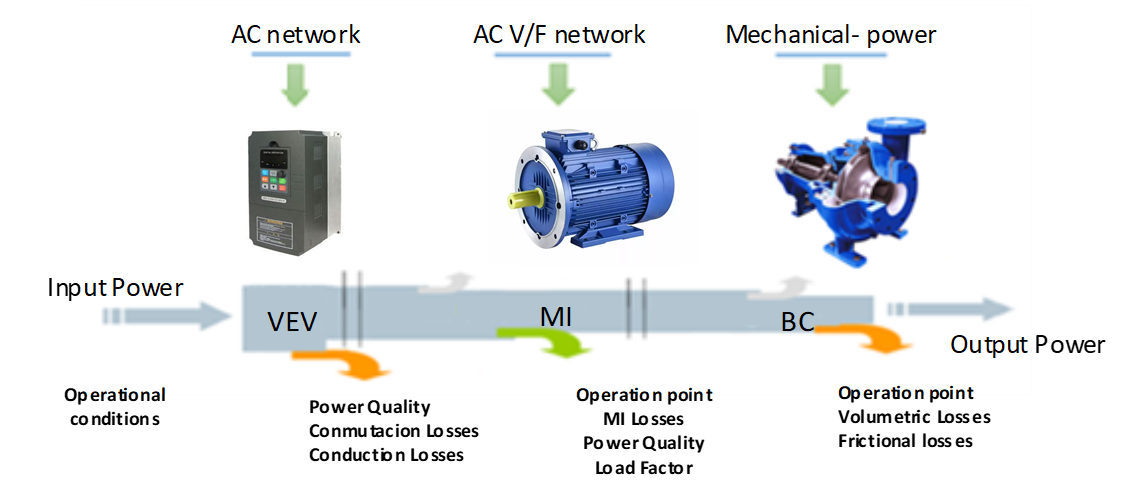 AC network
AC V/F network
Mechanical- power
Input Power
VEV
MI
BC
Output Power
Operational
conditions
Power Quality
Conmutacion Losses
Conduction Losses
Operation point
MI Losses
Power Quality
Load Factor
Operation point
Volumetric Losses
Frictional losses